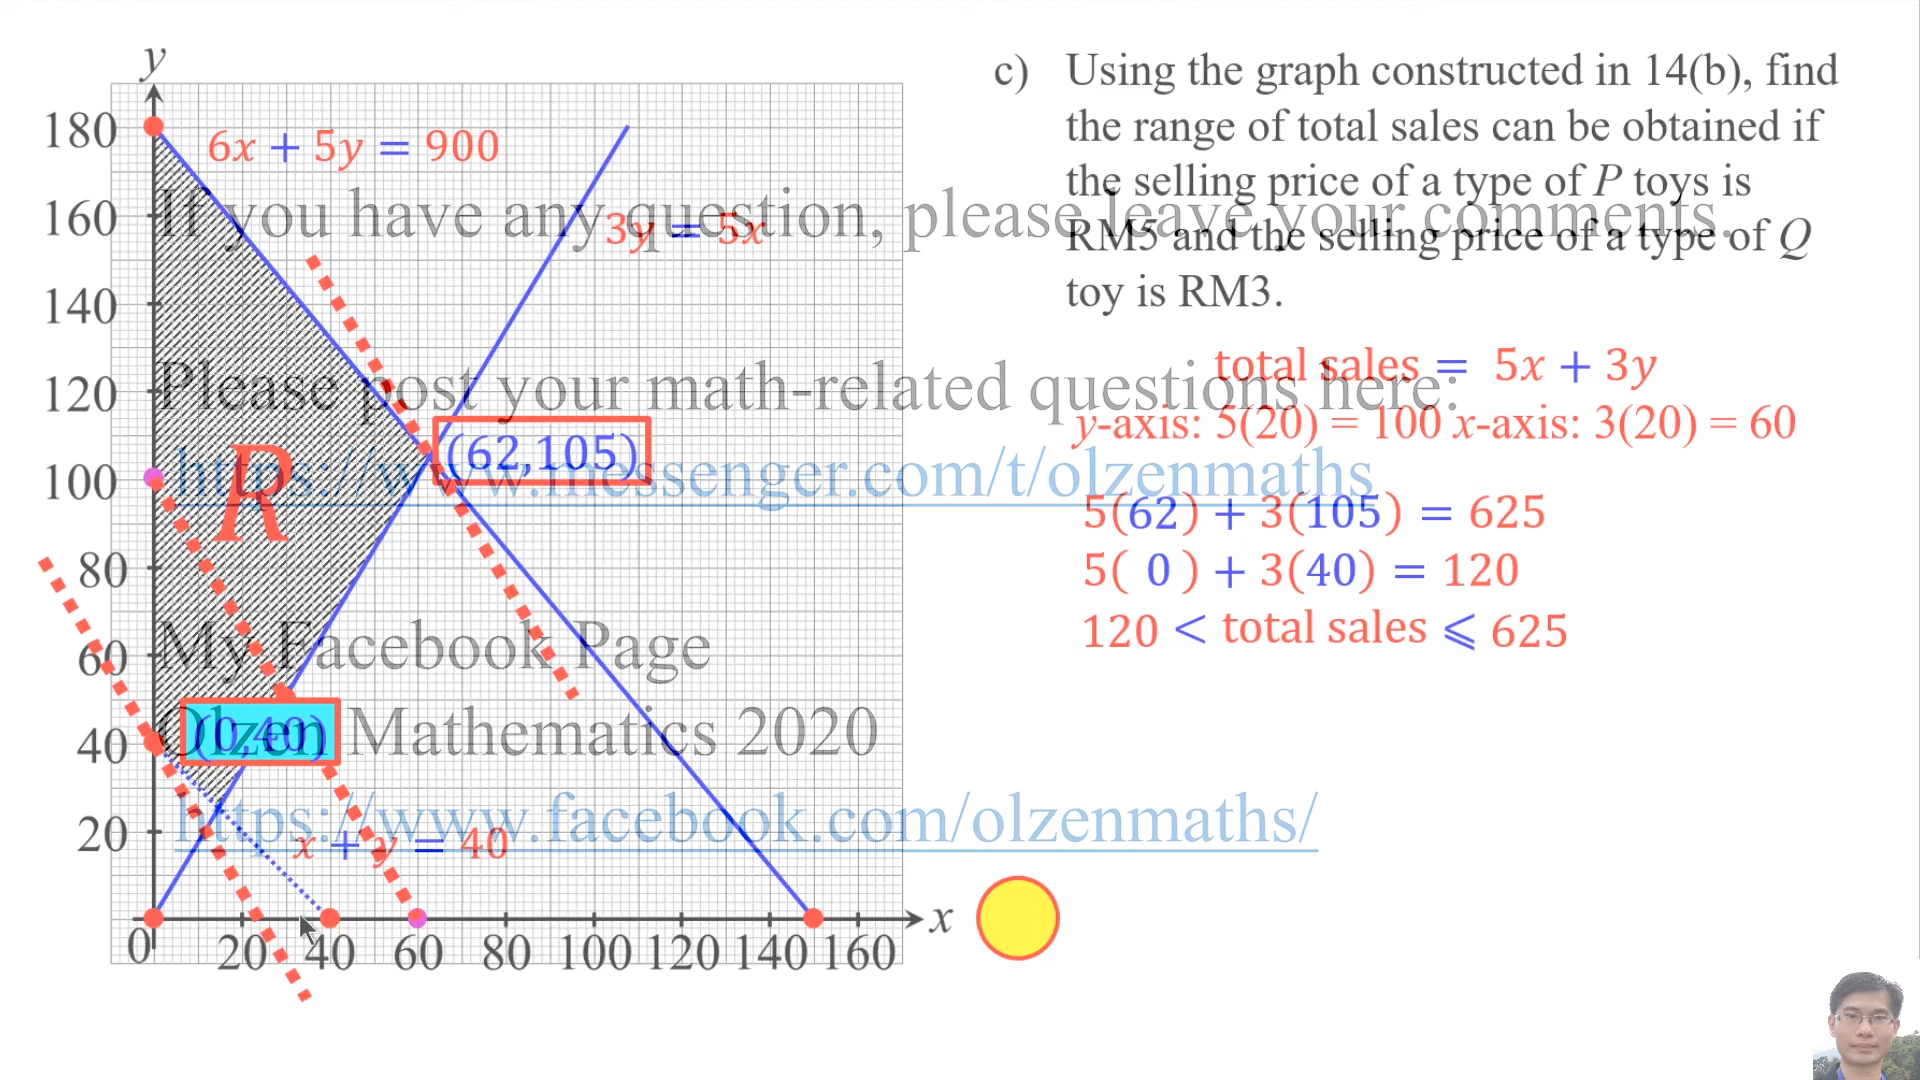 c) Using the graph constructed in 14(b), find
the range of total sales can be obtained if
the selling price of a type of P toys is
RM5 and the selling price of a type of Q
toy is RM3.
total sales = 5x + 3y
y-axis: 5(20) = 100 x-axis: 3(20) = 60
5(62) + 3(105) = 625
5( 0 ) + 3(40) = 120
120 < total sales ⩽ 625
y
180
160
140
120
100
80
60
40
20
0
20
40
60
80
100
120
140
160
x
6x + 5y = 900
3y = 5x
(62,105)
R
(0,40)
x + y = 40
If you have any question, please leave your comments.
Please post your math-related questions here:
https://www.messenger.com/t/olzenmaths
My Facebook Page
Olzen Mathematics 2020
https://www.facebook.com/olzenmaths/